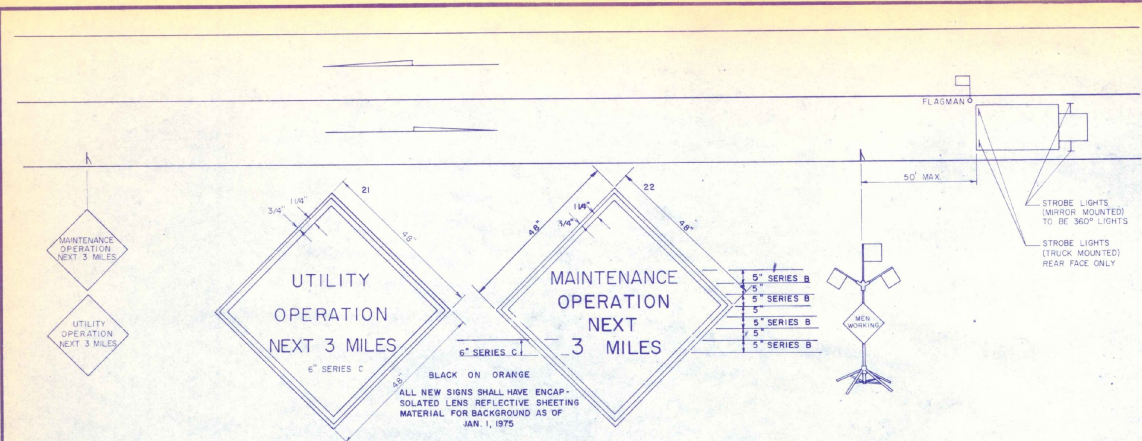 FLAGMAN
50' MAX.
STROBE LIGHTS
(MIRROR MOUNTED)
TO BE 360° LIGHTS
STROBE LIGHTS
(TRUCK MOUNTED)
REAR FACE ONLY
MAINTENANCE
OPERATION
NEXT 3 MILES
UTILITY
OPERATION
NEXT 3 MILES
21
1 1/4"
3/4"
48"
UTILITY
OPERATION
NEXT 3 MILES
6" SERIES C
48"
22
1 1/4"
3/4"
48"
48"
MAINTENANCE
OPERATION
NEXT
3 MILES
5" SERIES B
5"
5" SERIES B
5"
5" SERIES B
5"
5" SERIES B
6" SERIES C
BLACK ON ORANGE
ALL NEW SIGNS SHALL HAVE ENCAP-
SOLATED LENS REFLECTIVE SHEETING
MATERIAL FOR BACKGROUND AS OF
JAN. 1, 1975
MEN
WORKING